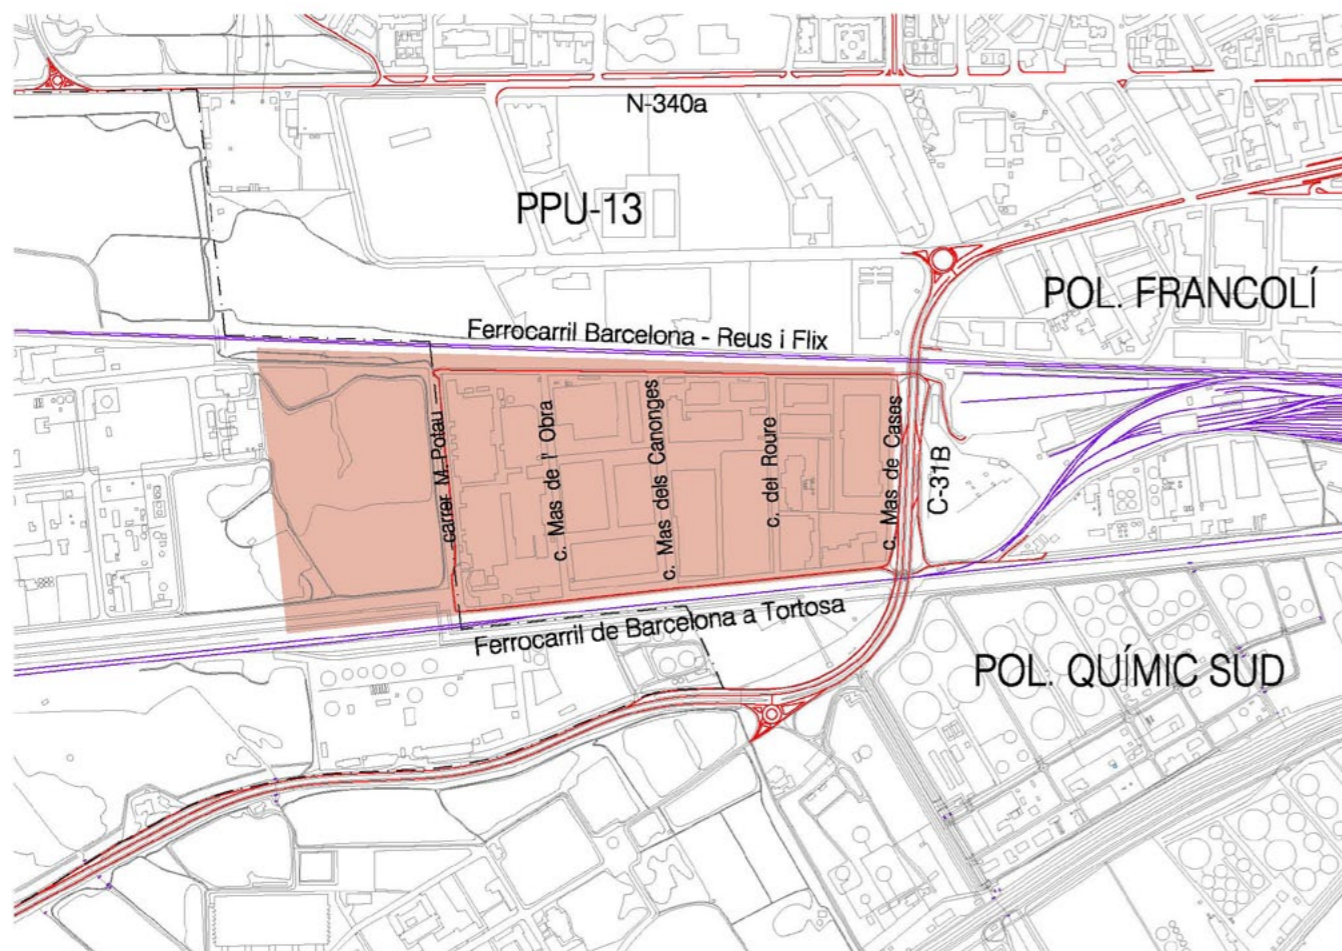 N-340a
PPU-13
POL. FRANCOLÍ
Ferrocarril Barcelona - Reus i Flix
carrer M. Potau
c. Mas de l' Obra
c. Mas dels Canonges
c. del Roure
c. Mas de Cases
C-31B
Ferrocarril de Barcelona a Tortosa
POL. QUÍMIC SUD